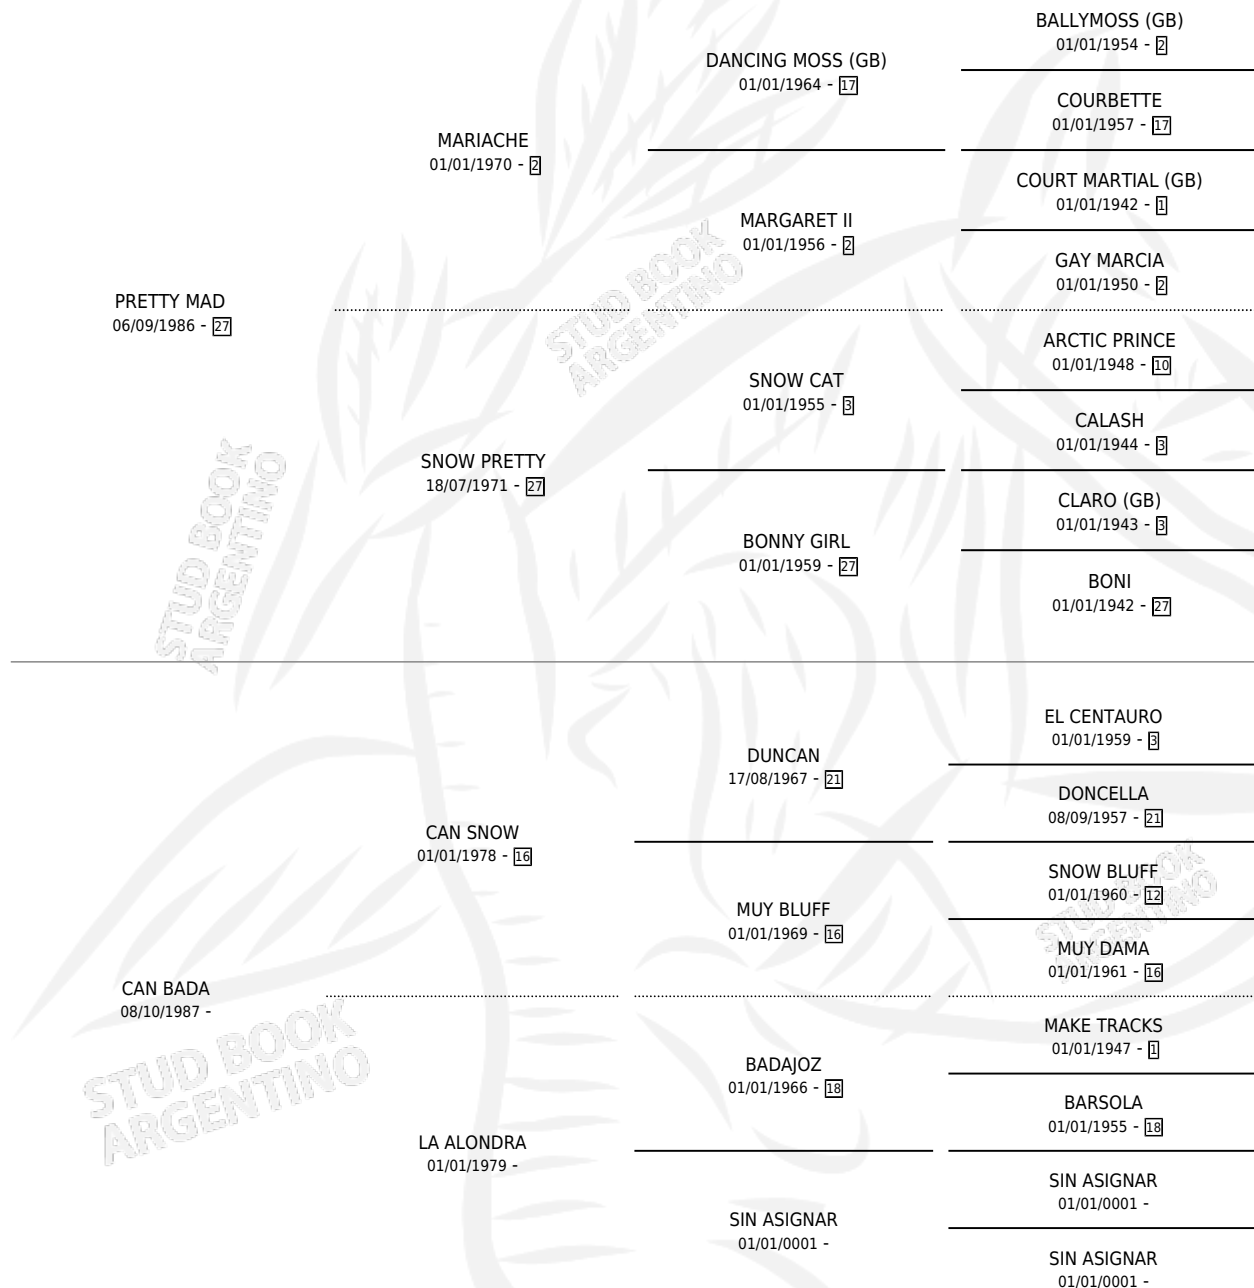 BALLYMOSS (GB)
01/01/1954 - 2
DANCING MOSS (GB)
01/01/1964 - 17
COURBETTE
01/01/1957 - 17
MARIACHE
01/01/1970 - 2
COURT MARTIAL (GB)
01/01/1942 - 1
MARGARET II
01/01/1956 - 2
GAY MARCIA
01/01/1950 - 2
PRETTY MAD
06/09/1986 - 27
ARCTIC PRINCE
01/01/1948 - 10
SNOW CAT
01/01/1955 - 3
CALASH
01/01/1944 - 3
SNOW PRETTY
18/07/1971 - 27
CLARO (GB)
01/01/1943 - 3
BONNY GIRL
01/01/1959 - 27
BONI
01/01/1942 - 27
EL CENTAURO
01/01/1959 - 3
DUNCAN
17/08/1967 - 21
DONCELLA
08/09/1957 - 21
CAN SNOW
01/01/1978 - 16
SNOW BLUFF
01/01/1960 - 12
MUY BLUFF
01/01/1969 - 16
MUY DAMA
01/01/1961 - 16
CAN BADA
08/10/1987 -
MAKE TRACKS
01/01/1947 - 1
BADAJOZ
01/01/1966 - 18
BARSOLA
01/01/1955 - 18
LA ALONDRA
01/01/1979 -
SIN ASIGNAR
01/01/0001 -
SIN ASIGNAR
01/01/0001 -
SIN ASIGNAR
01/01/0001 -
STUD BOOK
ARGENTINO
STUD BOOK
ARGENTINO
STUD BOOK
ARGENTINO
STUD BOOK
ARGENTINO